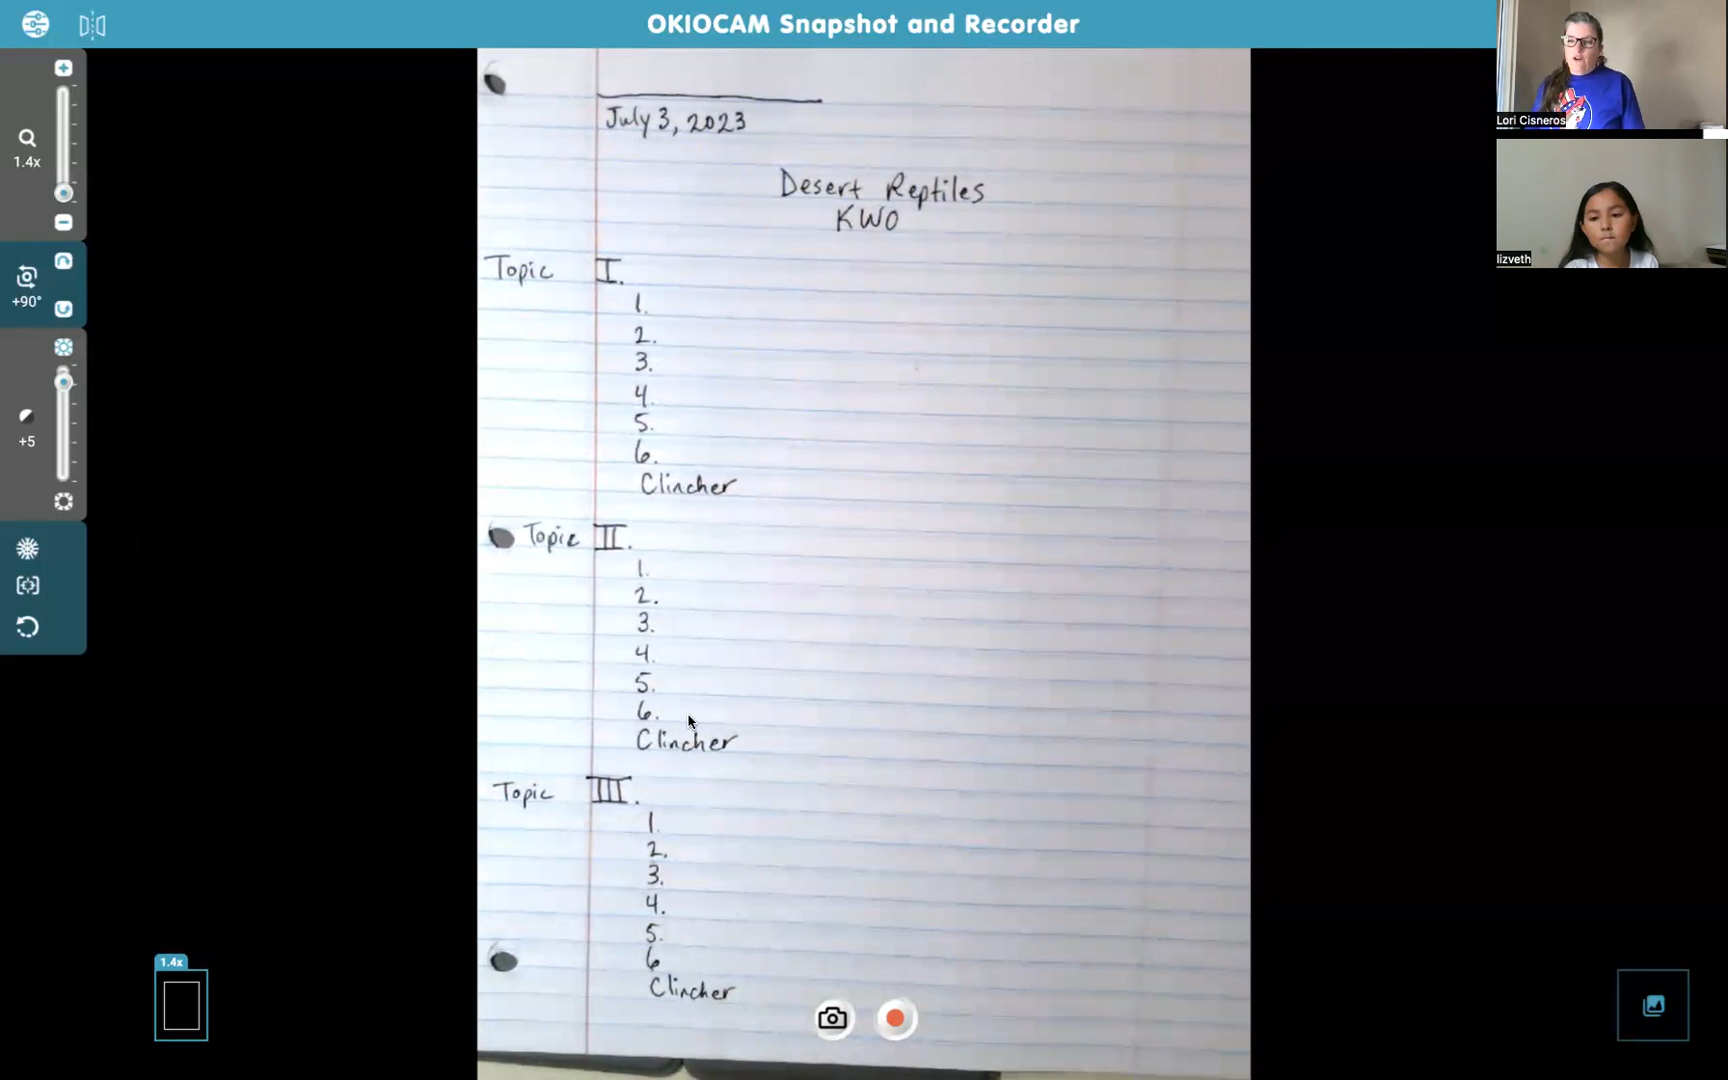 OKIOCAM Snapshot and Recorder
Lori Cisneros
lizveth
1.4x
+90°
+5
1.4x
July 3, 2023
Desert Reptiles
KWO
Topic I.
1.
2.
3.
4.
5.
6.
Clincher
Topic II.
1.
2.
3.
4.
5.
6.
Clincher
Topic III.
1.
2.
3.
4.
5.
6
Clincher